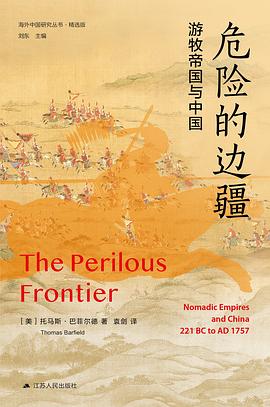 海外中国研究丛书·精选版
刘东 主编
危险的边疆
游牧帝国与中国
The Perilous
Frontier
Nomadic Empires
and China
221 BC to AD 1757
[美] 托马斯·巴菲尔德 著 袁剑 译
Thomas Barfield
江苏人民出版社